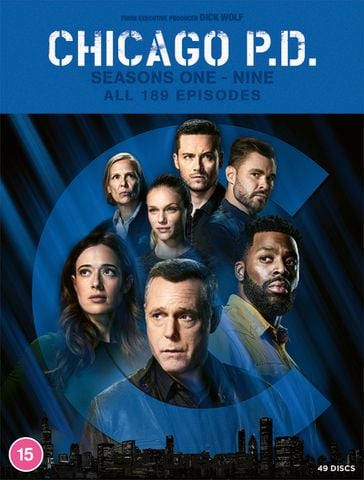 FROM EXECUTIVE PRODUCER DICK WOLF
CHICAGO P.D.
SEASONS ONE - NINE
ALL 189 EPISODES
15
49 DISCS